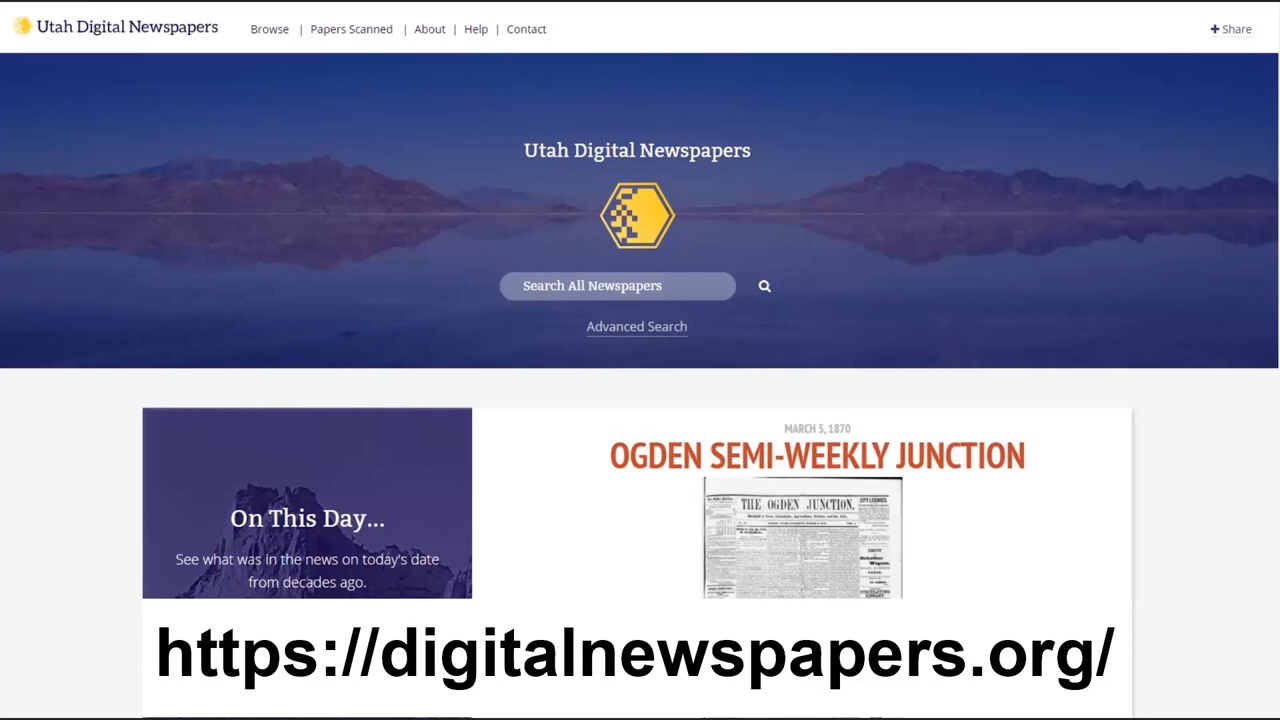 Utah Digital Newspapers
Browse | Papers Scanned | About | Help | Contact
+ Share
Utah Digital Newspapers
Search All Newspapers
Advanced Search
On This Day...
See what was in the news on today's date
from decades ago.
MARCH 5, 1870
OGDEN SEMI-WEEKLY JUNCTION
THE OGDEN JUNCTION.
https://digitalnewspapers.org/